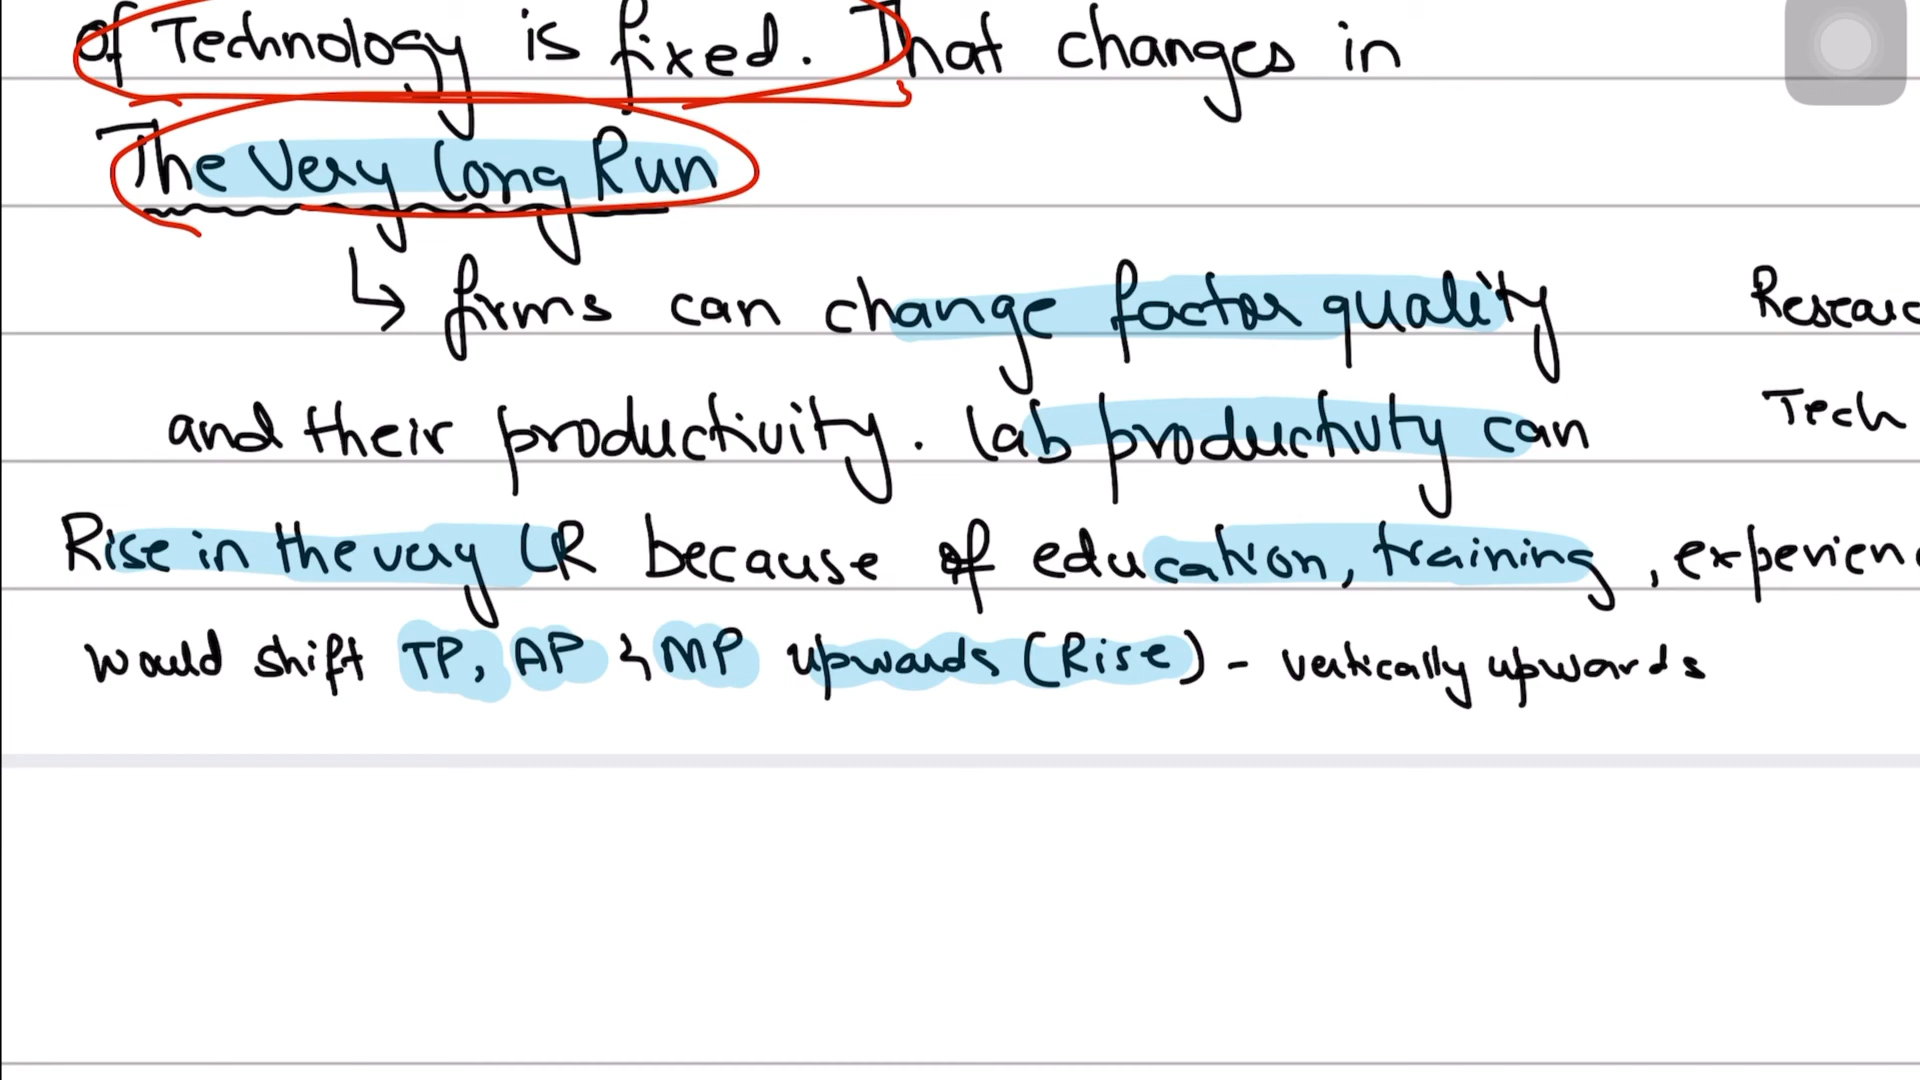 of Technology is fixed. That changes in
The Very Long Run
↳ firms can change factor quality
Researc
and their productivity. lab productivty can
Tech
Rise in the very LR because of education, training, experien
would shift TP, AP & MP upwards (Rise) - vertically upwards